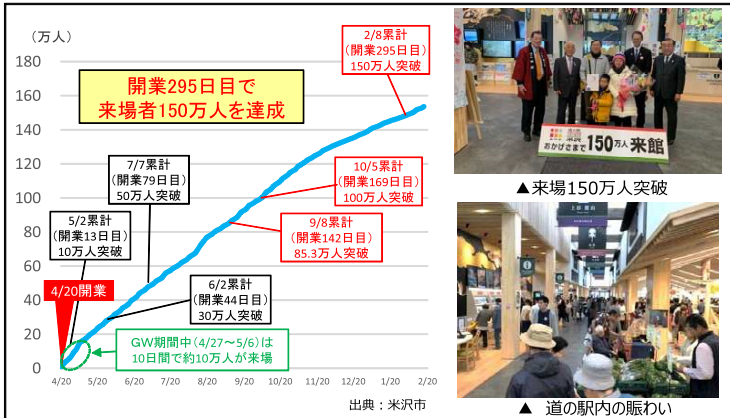 (万人)
180
160
140
120
100
80
60
40
20
0
4/20
5/20
6/20
7/20
8/20
9/20
10/20
11/20
12/20
1/20
2/20
開業295日目で
来場者150万人を達成
2/8累計
(開業295日目)
150万人突破
7/7累計
(開業79日目)
50万人突破
10/5累計
(開業169日目)
100万人突破
5/2累計
(開業13日目)
10万人突破
9/8累計
(開業142日目)
85.3万人突破
4/20開業
6/2累計
(開業44日目)
30万人突破
GW期間中(4/27～5/6)は
10日間で約10万人が来場
出典：米沢市
おかげさまで150万人来館
▲来場150万人突破
▲ 道の駅内の賑わい